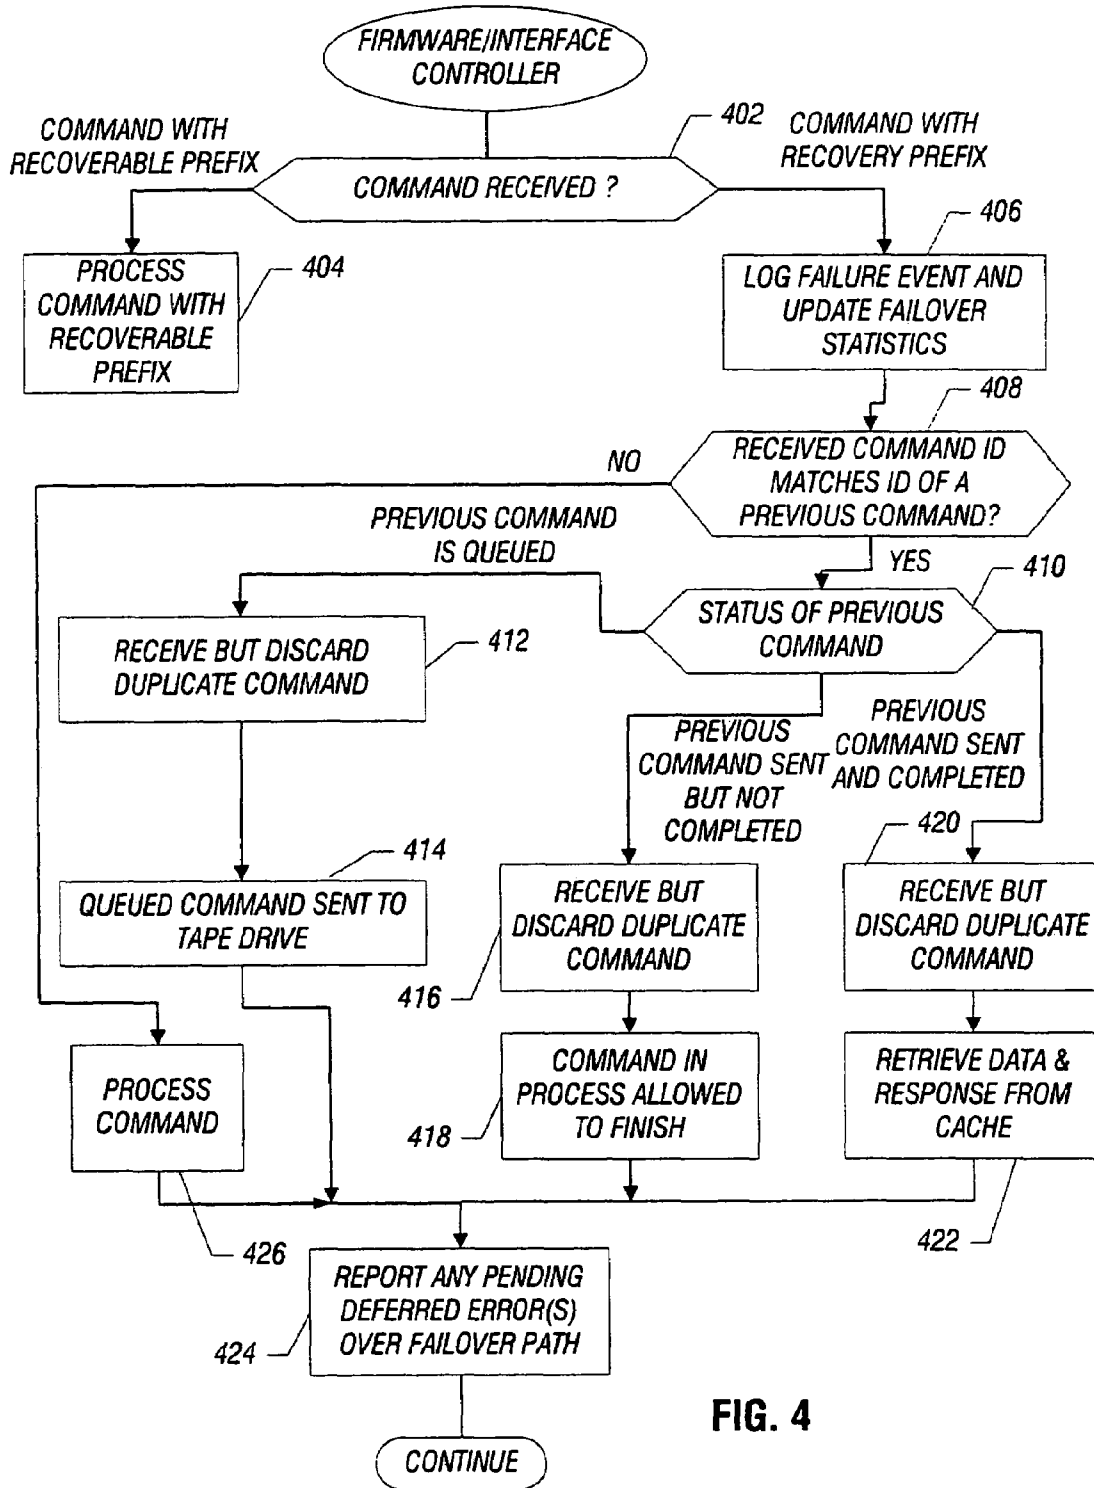 FIRMWARE/INTERFACE
CONTROLLER
402
COMMAND WITH
RECOVERABLE PREFIX
COMMAND WITH
RECOVERY PREFIX
COMMAND RECEIVED ?
406
404
PROCESS
COMMAND WITH
RECOVERABLE
PREFIX
LOG FAILURE EVENT AND
UPDATE FAILOVER
STATISTICS
408
NO
RECEIVED COMMAND ID
MATCHES ID OF A
PREVIOUS COMMAND?
PREVIOUS COMMAND
IS QUEUED
YES
410
STATUS OF PREVIOUS
COMMAND
412
RECEIVE BUT DISCARD
DUPLICATE COMMAND
PREVIOUS
COMMAND SENT
BUT NOT
COMPLETED
PREVIOUS
COMMAND SENT
AND COMPLETED
420
414
QUEUED COMMAND SENT TO
TAPE DRIVE
RECEIVE BUT
DISCARD DUPLICATE
COMMAND
416
RECEIVE BUT
DISCARD DUPLICATE
COMMAND
PROCESS
COMMAND
COMMAND IN
PROCESS ALLOWED
TO FINISH
418
RETRIEVE DATA &
RESPONSE FROM
CACHE
426
422
REPORT ANY PENDING
DEFERRED ERROR(S)
OVER FAILOVER PATH
424
CONTINUE
FIG. 4